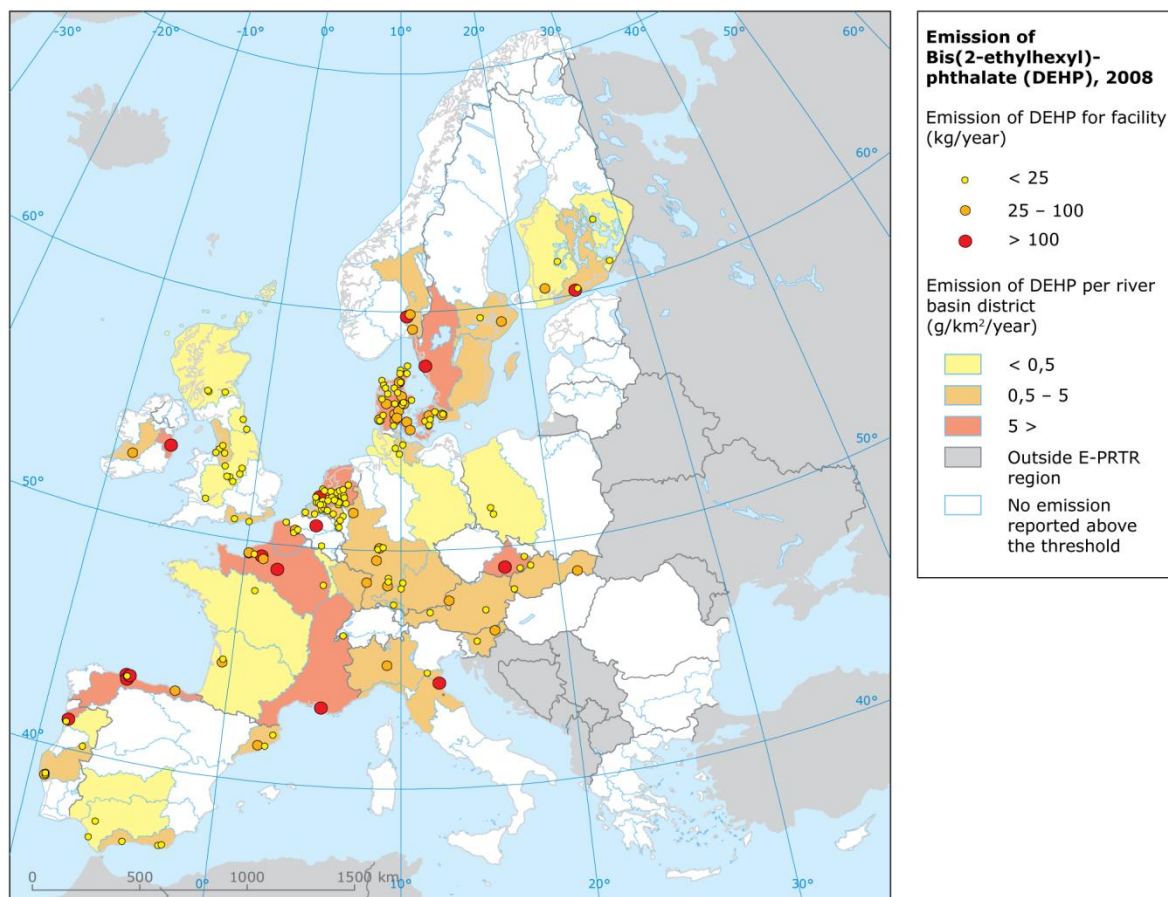 -30°
-20°
-10°
0°
10°
20°
30°
40°
50°
60°
60°
60°
50°
50°
40°
40°
0 500 1000 1500 km
0°
10°
20°
30°
Emission of
Bis(2-ethylhexyl)-
phthalate (DEHP), 2008
Emission of DEHP for facility
(kg/year)
< 25
25 – 100
> 100
Emission of DEHP per river
basin district
(g/km²/year)
< 0,5
0,5 – 5
5 >
Outside E-PRTR
region
No emission
reported above
the threshold